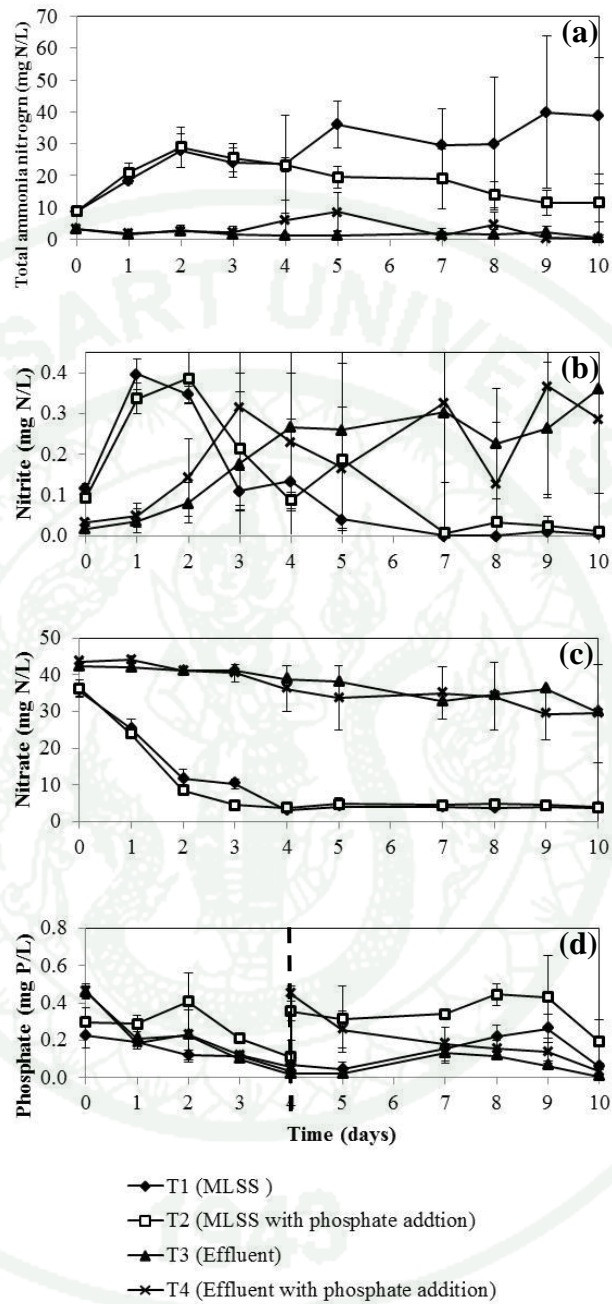 (a)
Total ammonia nitrogrn (mg N/L)
70
60
50
40
30
20
10
0
0 1 2 3 4 5 6 7 8 9 10
(b)
Nitrite (mg N/L)
0.4
0.3
0.2
0.1
0.0
0 1 2 3 4 5 6 7 8 9 10
(c)
Nitrate (mg N/L)
50
40
30
20
10
0
0 1 2 3 4 5 6 7 8 9 10
(d)
Phosphate (mg P/L)
0.8
0.6
0.4
0.2
0.0
0 1 2 3 4 5 6 7 8 9 10
Time (days)
T1 (MLSS )
T2 (MLSS with phosphate addtion)
T3 (Effluent)
T4 (Effluent with phosphate addition)
SART UNIVERS
1943